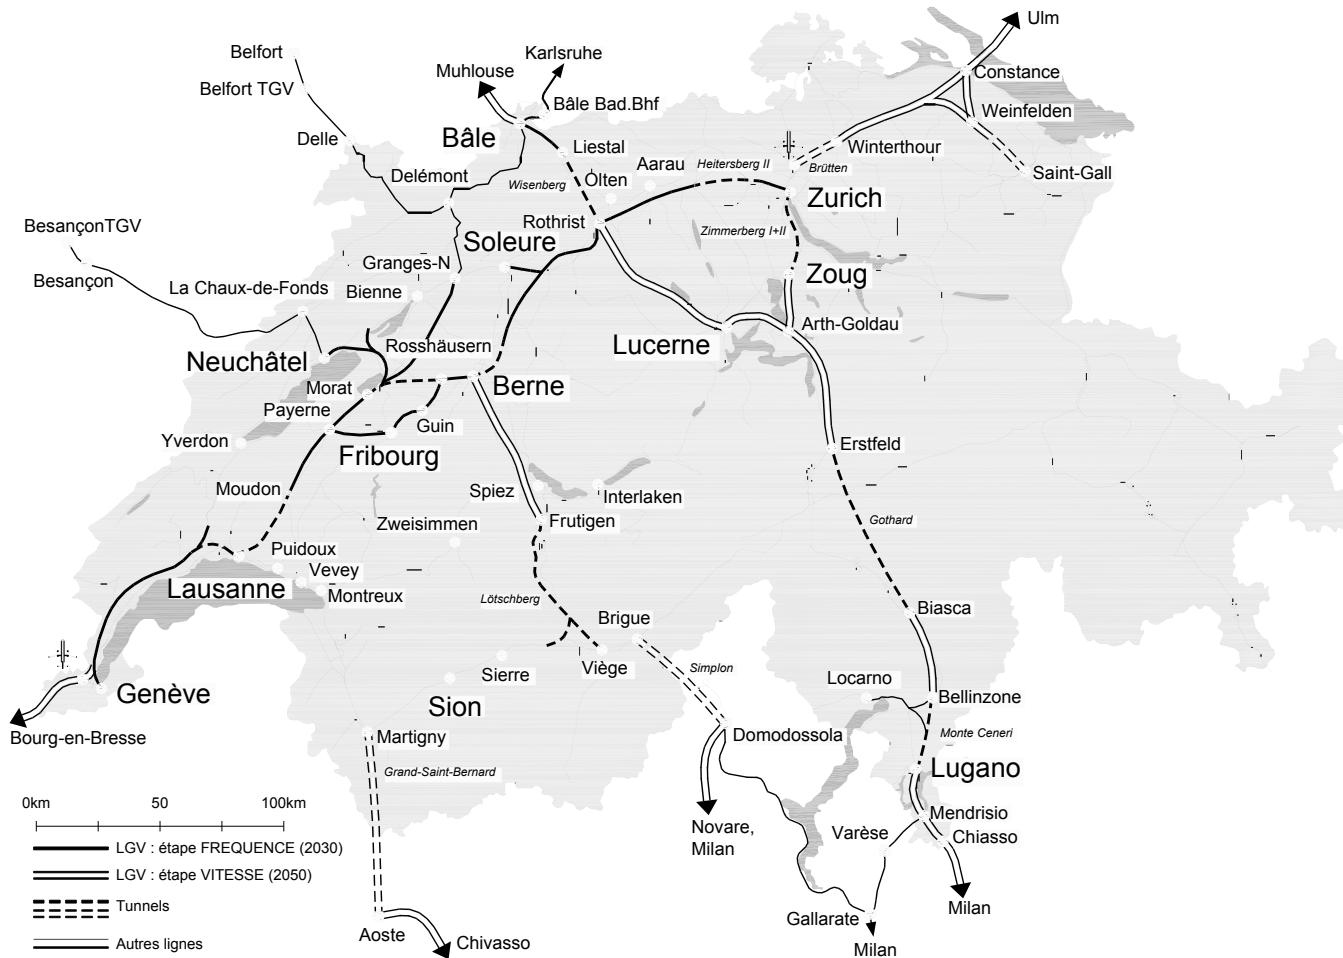 Ulm
Belfort
Karlsruhe
Muhlouse
Constance
Belfort TGV
Bâle Bad.Bhf
Weinfelden
Bâle
Delle
Liestal
Winterthour
Aarau
Heitersberg II
Brütten
Saint-Gall
Delémont
Wisenberg
Olten
Zurich
BesançonTGV
Rothrist
Zimmerberg I+II
Soleure
Granges-N
Zoug
Besançon
La Chaux-de-Fonds
Bienne
Arth-Goldau
Rosshäusern
Lucerne
Neuchâtel
Berne
Morat
Payerne
Guin
Yverdon
Fribourg
Erstfeld
Moudon
Spiez
Interlaken
Zweisimmen
Frutigen
Gothard
Puidoux
Vevey
Lausanne
Montreux
Lötschberg
Brigue
Biasca
Sierre
Viège
Simplon
Genève
Sion
Locarno
Bellinzone
Bourg-en-Bresse
Martigny
Domodossola
Monte Ceneri
Grand-Saint-Bernard
Lugano
0km
50
100km
Mendrisio
Novare,
Milan
Varèse
Chiasso
LGV : étape FREQUENCE (2030)
LGV : étape VITESSE (2050)
Tunnels
Milan
Gallarate
Aoste
Chivasso
Autres lignes
Milan